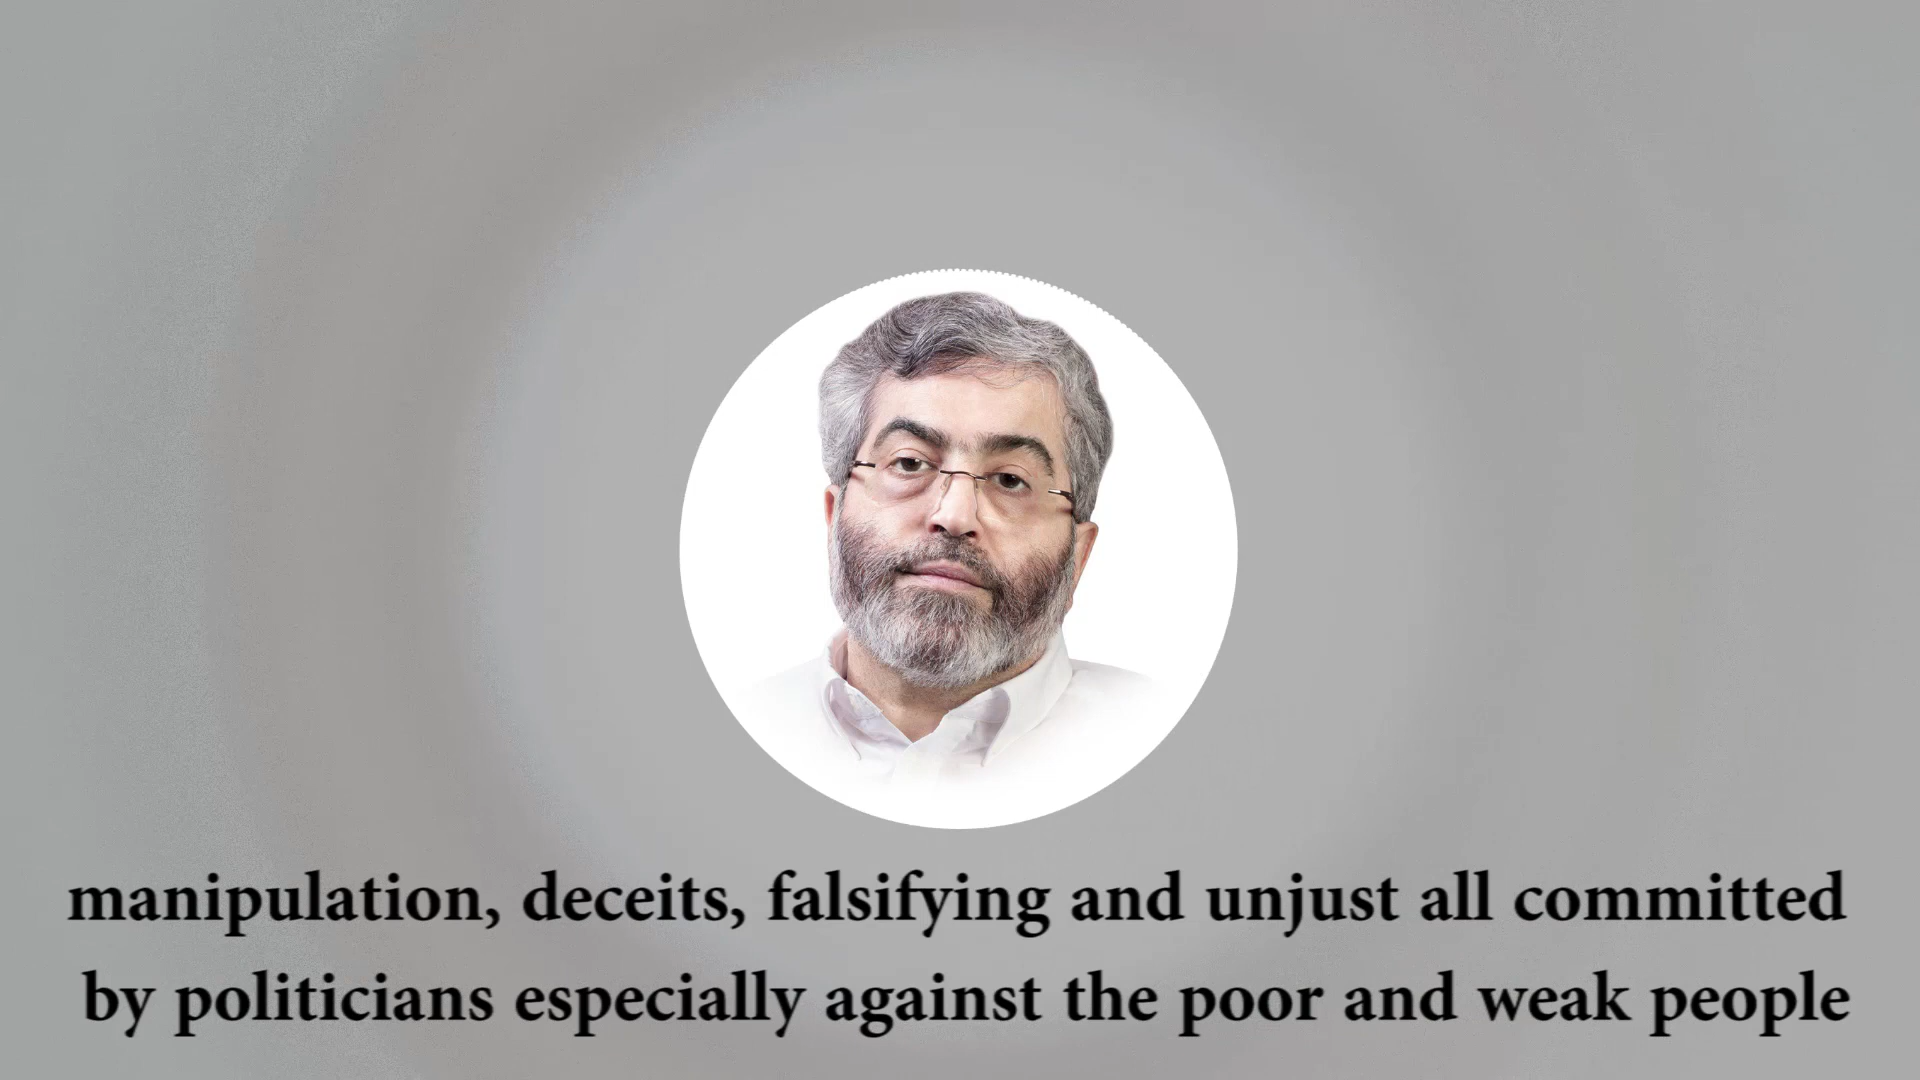 manipulation, deceits, falsifying and unjust all committed
by politicians especially against the poor and weak people